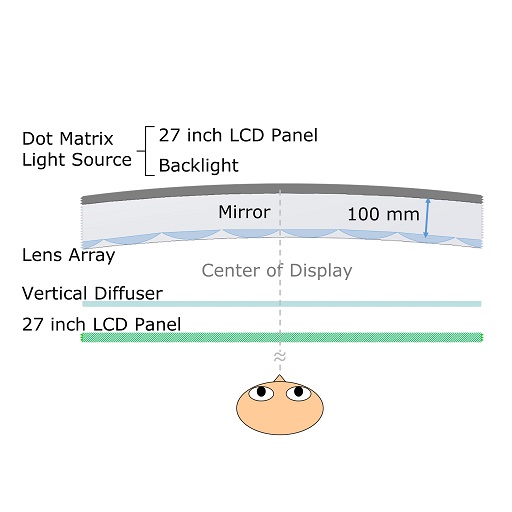 Dot Matrix
Light Source
27 inch LCD Panel
Backlight
Mirror
100 mm
Lens Array
Center of Display
Vertical Diffuser
27 inch LCD Panel
≈